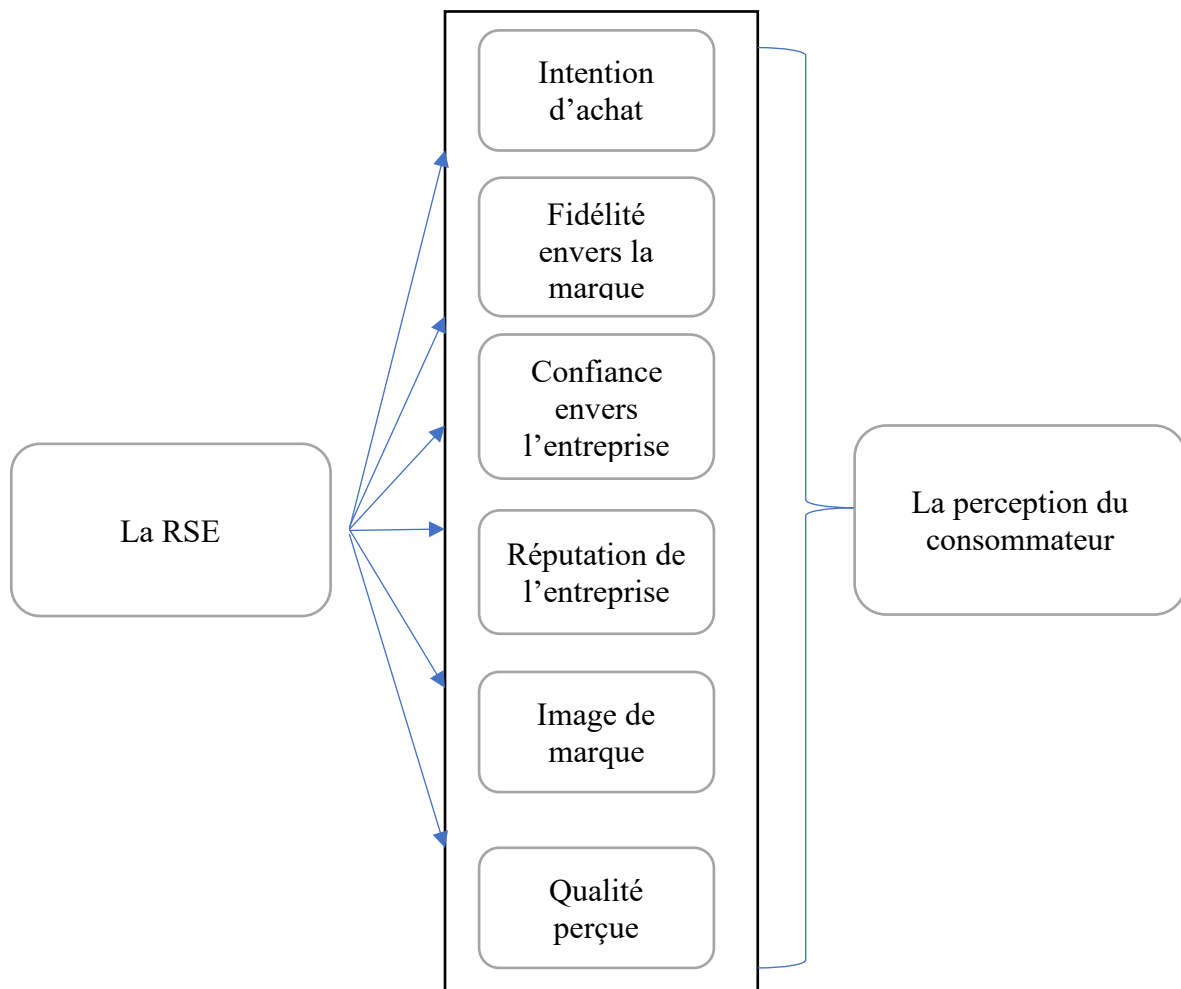 Intention
d’achat
Fidélité
envers la
marque
Confiance
envers
l’entreprise
La RSE
Réputation de
l’entreprise
Image de
marque
Qualité
perçue
La perception du
consommateur